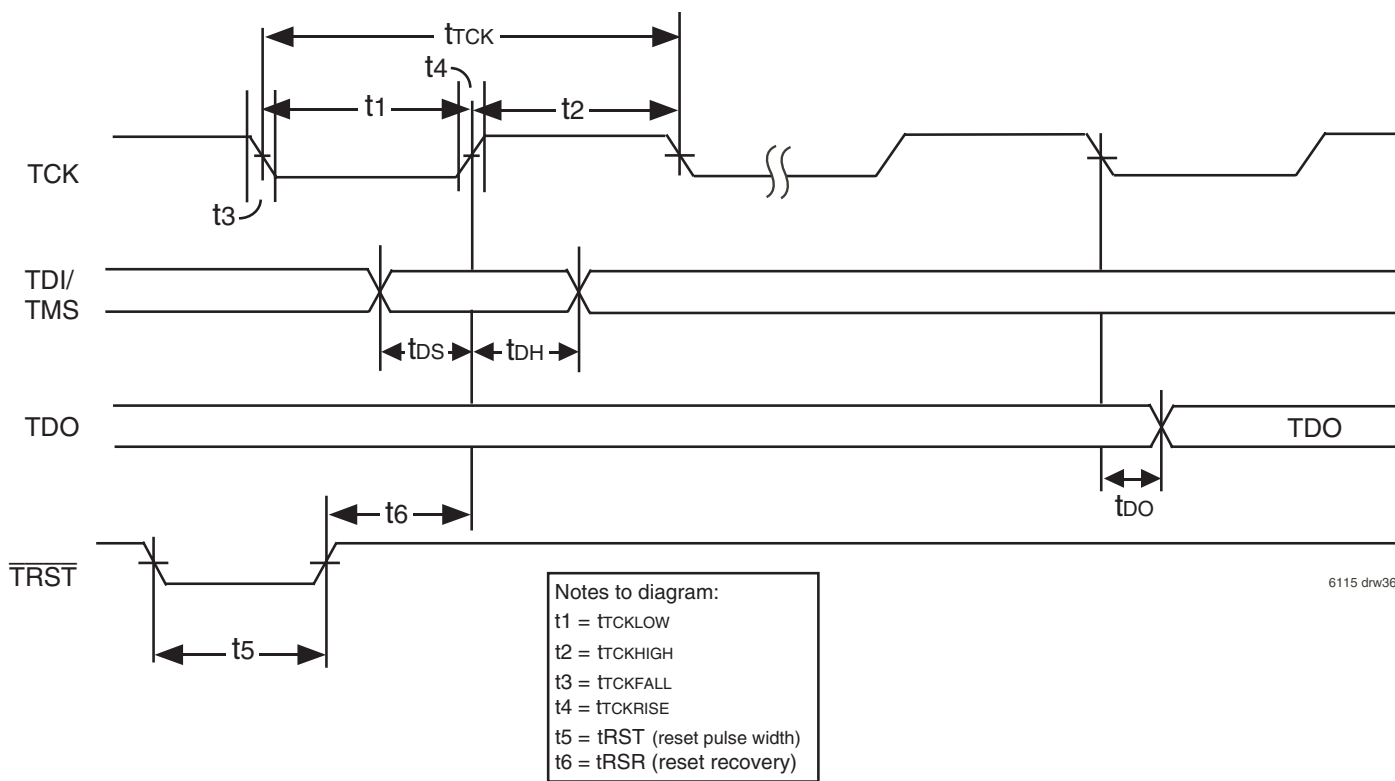 tTCK
t4
t1
t2
TCK
t3
TDI/
TMS
tDS
tDH
TDO
TDO
t6
tDO
TRST
6115 drw36
t5
Notes to diagram:
t1 = tTCKLOW
t2 = tTCKHIGH
t3 = tTCKFALL
t4 = tTCKRISE
t5 = tRST (reset pulse width)
t6 = tRSR (reset recovery)